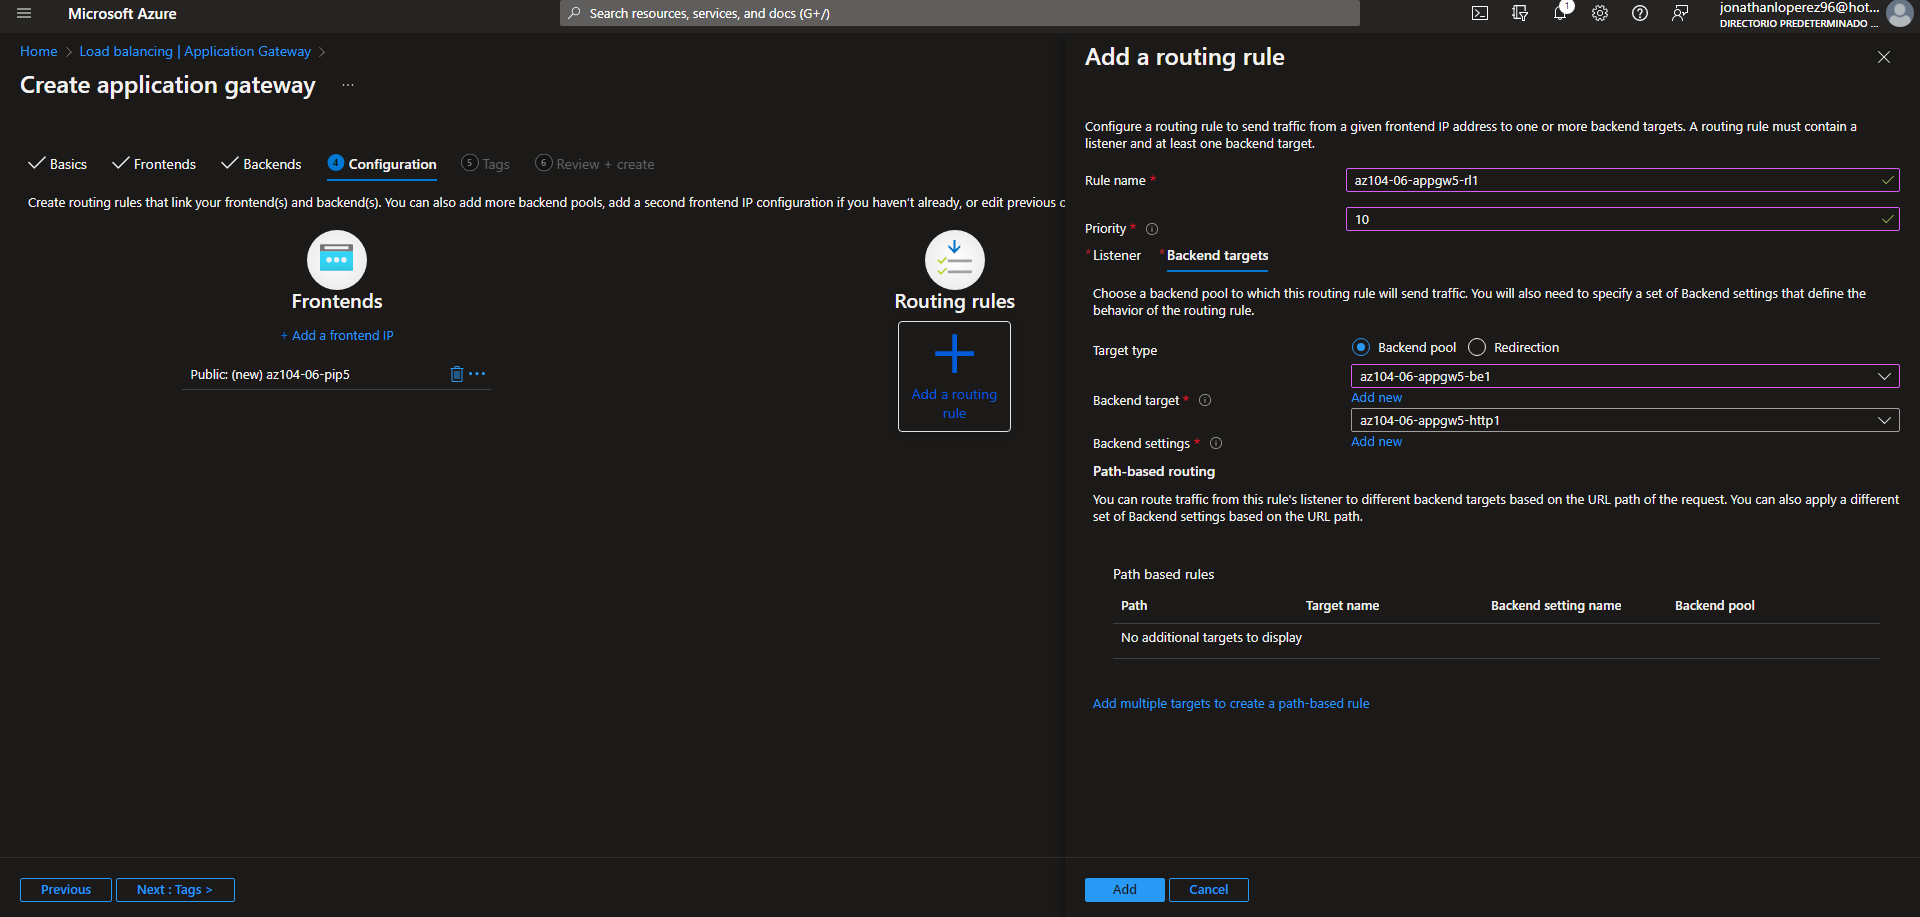 Microsoft Azure
Search resources, services, and docs (G+/)
1
jonathanloperez96@hot...
DIRECTORIO PREDETERMINADO ...
Home > Load balancing | Application Gateway >
Create application gateway ...
Basics
Frontends
Backends
4 Configuration
5 Tags
6 Review + create
Create routing rules that link your frontend(s) and backend(s). You can also add more backend pools, add a second frontend IP configuration if you haven't already, or edit previous c
Frontends
+ Add a frontend IP
Public: (new) az104-06-pip5
Routing rules
Add a routing
rule
Previous
Next : Tags >
Add a routing rule
Configure a routing rule to send traffic from a given frontend IP address to one or more backend targets. A routing rule must contain a
listener and at least one backend target.
Rule name *
az104-06-appgw5-rl1
Priority *
10
* Listener
* Backend targets
Choose a backend pool to which this routing rule will send traffic. You will also need to specify a set of Backend settings that define the
behavior of the routing rule.
Target type
Backend pool
Redirection
Backend target *
az104-06-appgw5-be1
Add new
Backend settings *
az104-06-appgw5-http1
Add new
Path-based routing
You can route traffic from this rule's listener to different backend targets based on the URL path of the request. You can also apply a different
set of Backend settings based on the URL path.
Path based rules
Path
Target name
Backend setting name
Backend pool
No additional targets to display
Add multiple targets to create a path-based rule
Add
Cancel